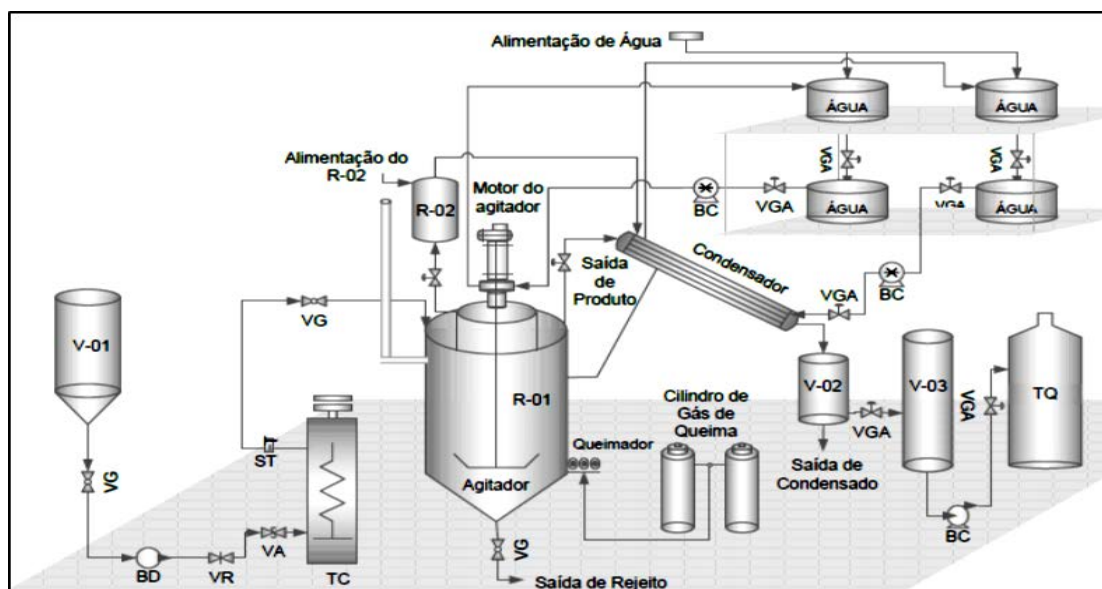 Alimentação de Água
ÁGUA
ÁGUA
Alimentação do
R-02
R-02
Motor do
agitador
BC
VGA
VGA
VGA
VGA
ÁGUA
ÁGUA
Saída
de
Produto
Condensador
VGA
BC
VG
V-01
R-01
V-02
V-03
TQ
VGA
VGA
Cilindro de
Gás de
Queima
Queimador
ST
Agitador
Saída de
Condensado
VG
BD
VR
VA
TC
VG
BC
Saída de Rejeito